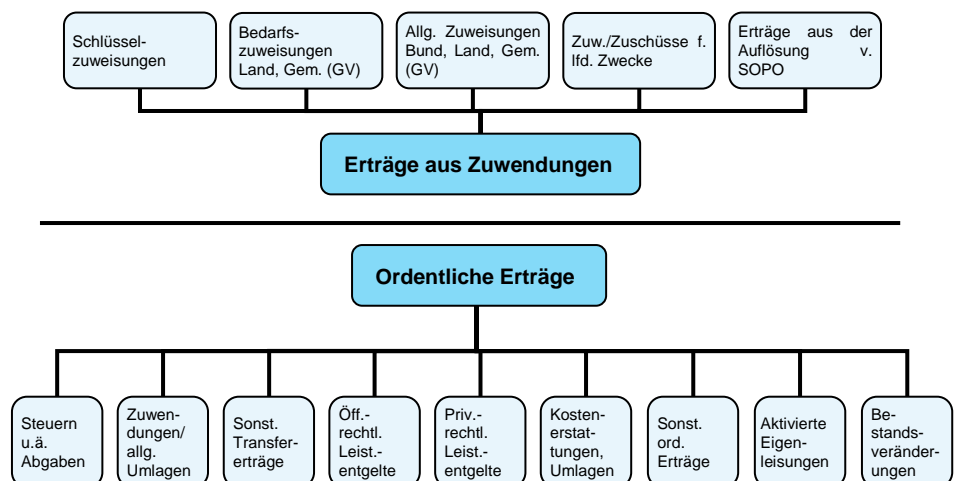 Schlüssel-
zuweisungen
Bedarfs-
zuweisungen
Land, Gem. (GV)
Allg. Zuweisungen
Bund, Land, Gem.
(GV)
Zuw./Zuschüsse f.
lfd. Zwecke
Erträge aus der
Auflösung v.
SOPO
Erträge aus Zuwendungen
Ordentliche Erträge
Steuern
u.ä.
Abgaben
Zuwen-
dungen/
allg.
Umlagen
Sonst.
Transfer-
erträge
Öff.-
rechtl.
Leist.-
entgelte
Priv.-
rechtl.
Leist.-
entgelte
Kosten-
erstat-
tungen,
Umlagen
Sonst.
ord.
Erträge
Aktivierte
Eigen-
leisungen
Be-
stands-
veränder-
ungen